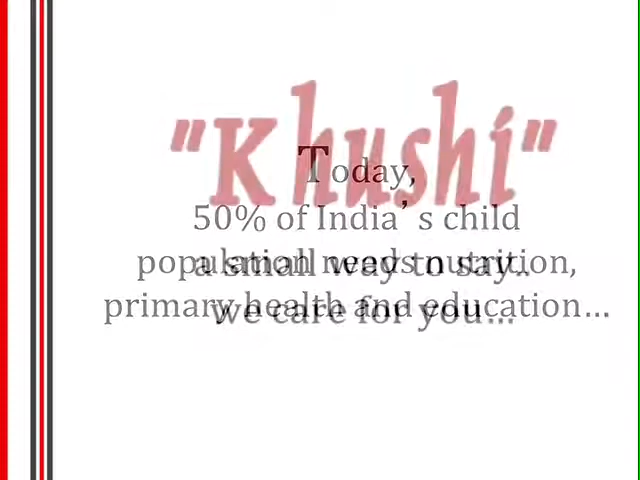 "Khushi"
Today,
50% of India's child
population needs nutrition,
a small way to say..
primary health and education...
we care for you...